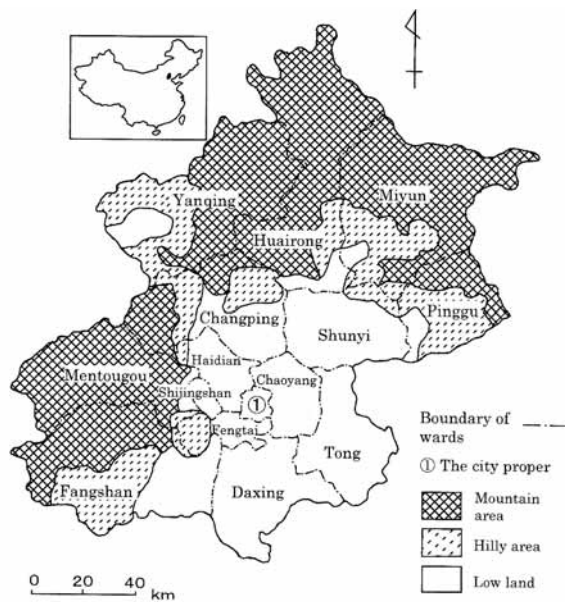 Yanqing
Miyun
Huairong
Pinggu
Changping
Shunyi
Haidian
Mentougou
Chaoyang
Shijingshan
①
Fengtai
Tong
Fangshan
Daxing
Boundary of
wards
① The city proper
Mountain
area
Hilly area
Low land
0 20 40
km